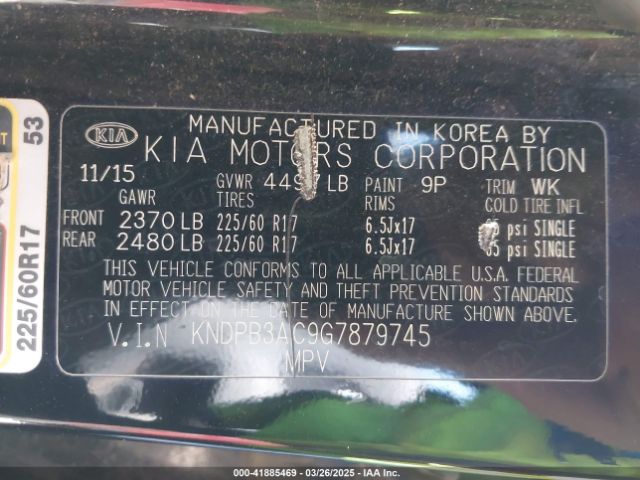 53
225/60R17
KIA
MANUFACTURED IN KOREA BY
KIA MOTORS CORPORATION
11/15
GAWR
GVWR LB
TIRES
PAINT 9P
RIMS
TRIM WK
COLD TIRE INFL
FRONT 2370 LB 225/60 R17 6.5Jx17 psi SINGLE
REAR 2480 LB 225/60 R17 6.5Jx17 psi SINGLE
THIS VEHICLE CONFORMS TO ALL APPLICABLE U.S.A. FEDERAL
MOTOR VEHICLE SAFETY AND THEFT PREVENTION STANDARDS
IN EFFECT ON THE DATE OF MANUFACTURE SHOWN ABOVE.
V.I.N KNDPB3AC9G7879745
MPV
000-41885469 - 03/26/2025 - IAA Inc.